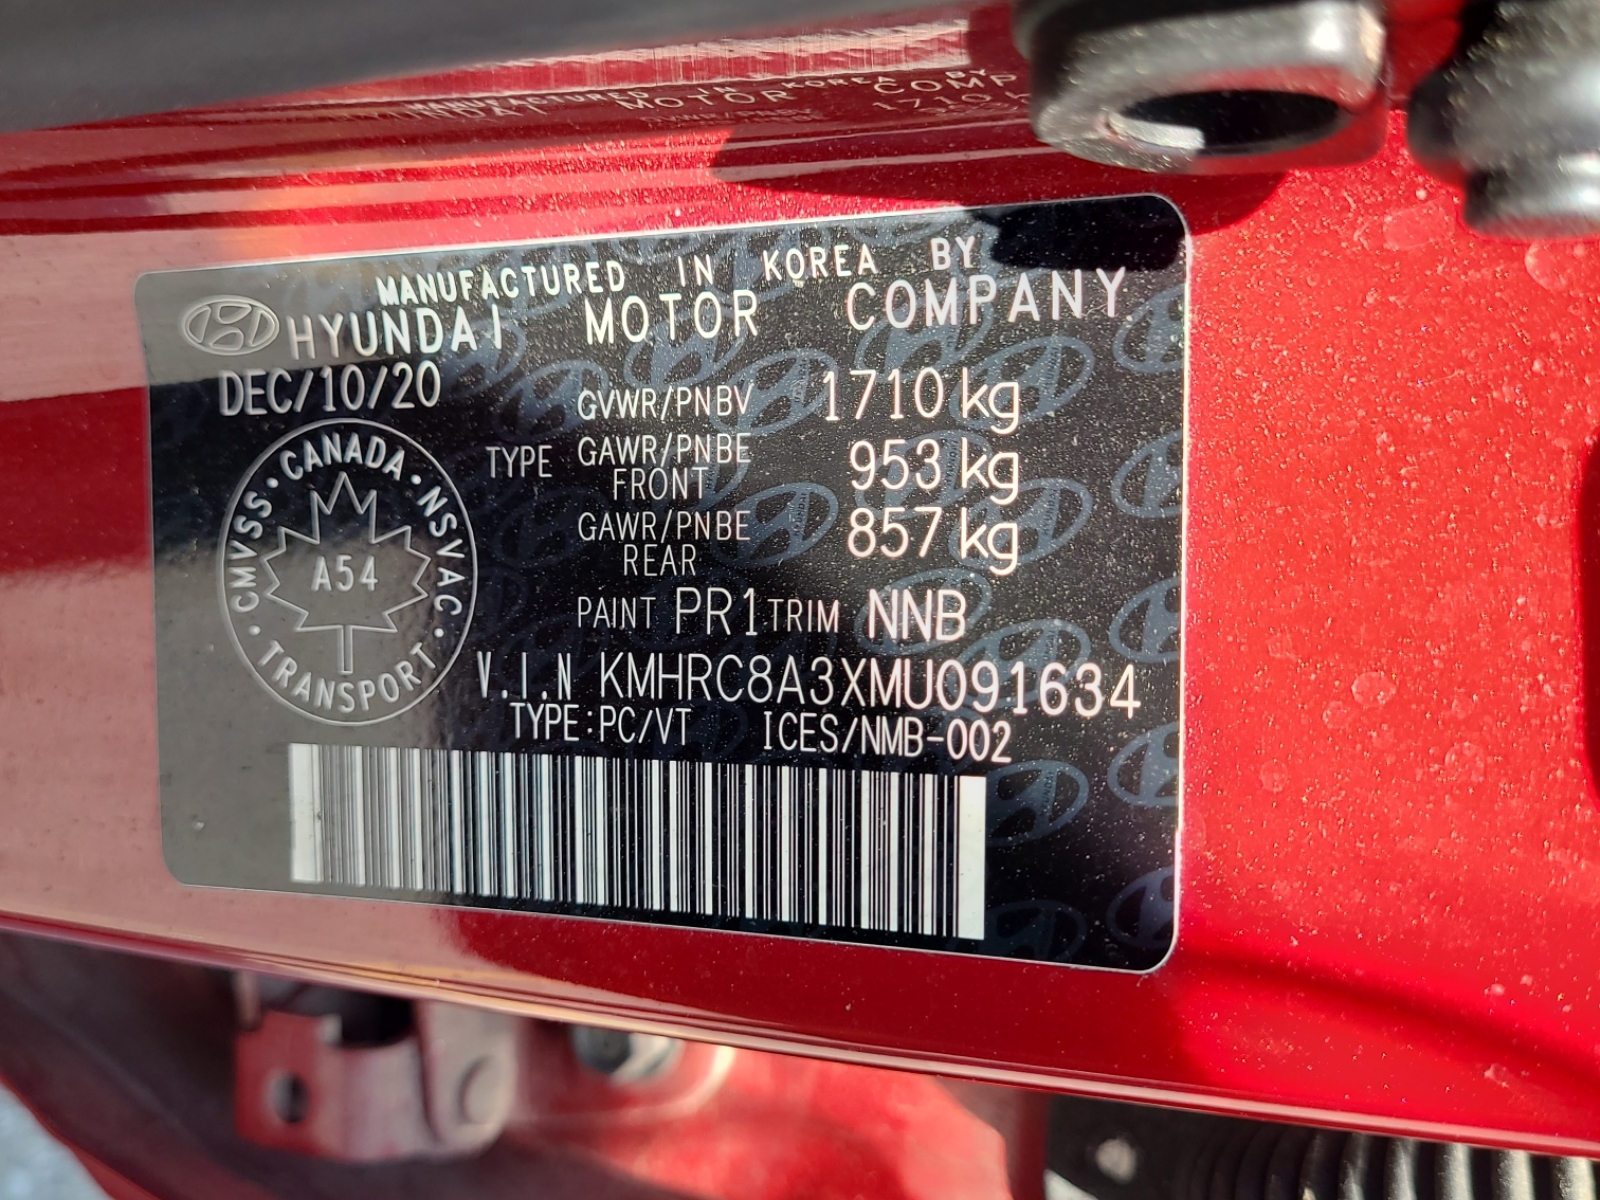 MANUFACTURED IN KOREA BY
HYUNDAI MOTOR COMPANY
DEC/10/20
GVWR/PNBV 1710 kg
TYPE GAWR/PNBE FRONT 953 kg
GAWR/PNBE REAR 857 kg
CMVSS · CANADA · NSVAC · TRANSPORT ·
A54
PAINT PR1 TRIM NNB
V.I.N KMHRC8A3XMU091634
TYPE:PC/VT ICES/NMB-002